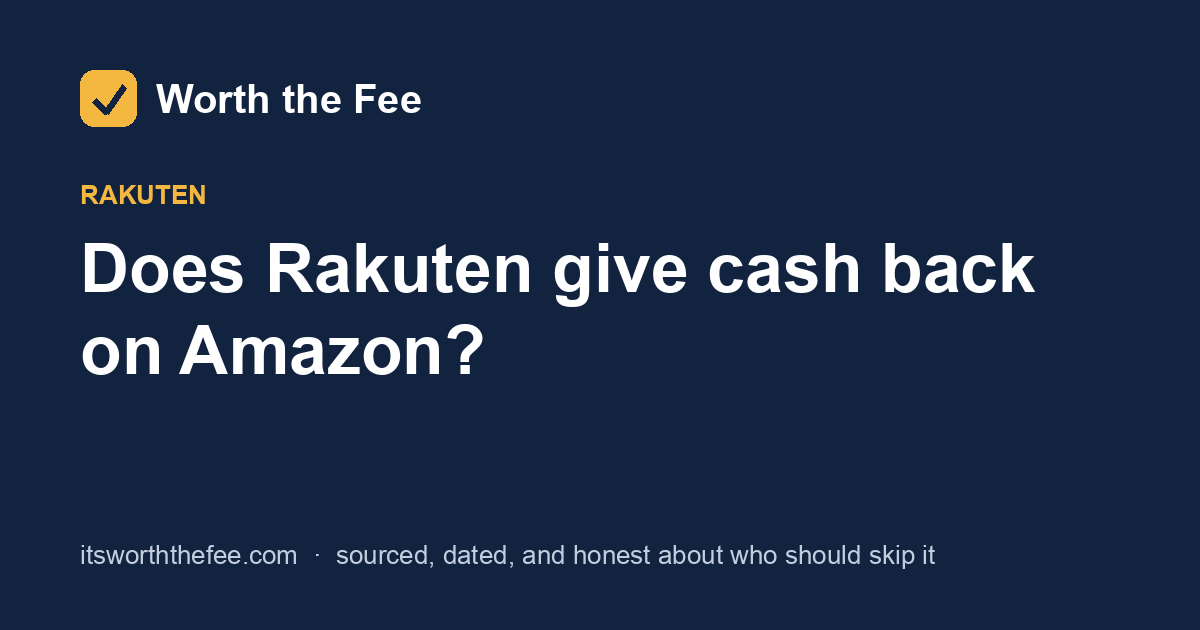 Worth the Fee
RAKUTEN
Does Rakuten give cash back
on Amazon?
itsworththefee.com · sourced, dated, and honest about who should skip it